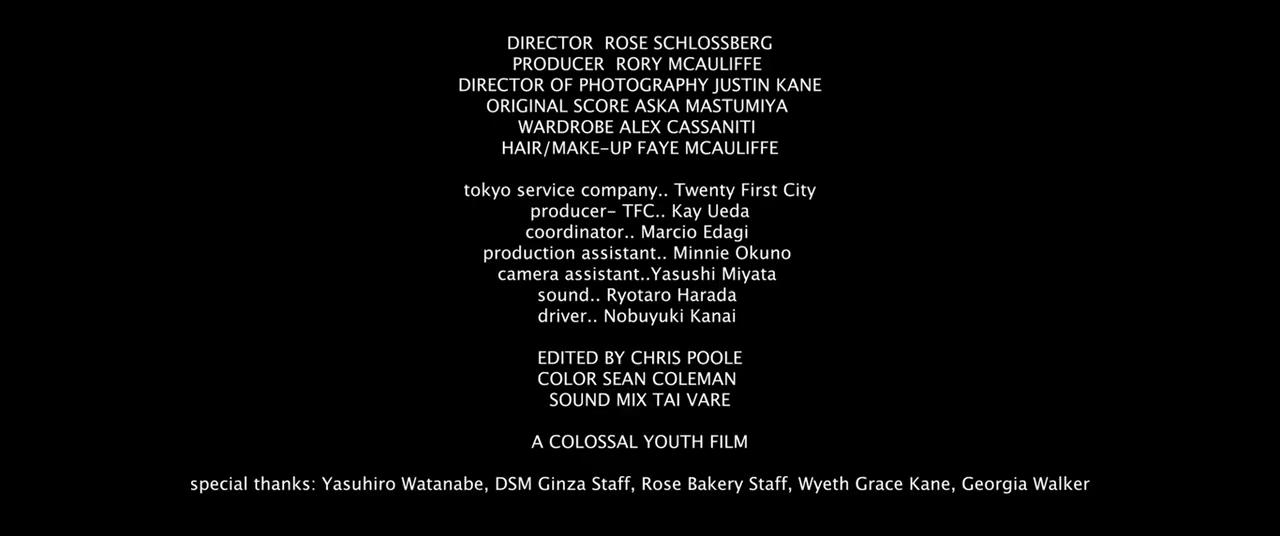 DIRECTOR  ROSE SCHLOSSBERG
PRODUCER  RORY MCAULIFFE
DIRECTOR OF PHOTOGRAPHY JUSTIN KANE
ORIGINAL SCORE ASKA MASTUMIYA
WARDROBE ALEX CASSANITI
HAIR/MAKE-UP FAYE MCAULIFFE
tokyo service company.. Twenty First City
producer- TFC.. Kay Ueda
coordinator.. Marcio Edagi
production assistant.. Minnie Okuno
camera assistant..Yasushi Miyata
sound.. Ryotaro Harada
driver.. Nobuyuki Kanai
EDITED BY CHRIS POOLE
COLOR SEAN COLEMAN
SOUND MIX TAI VARE
A COLOSSAL YOUTH FILM
special thanks: Yasuhiro Watanabe, DSM Ginza Staff, Rose Bakery Staff, Wyeth Grace Kane, Georgia Walker